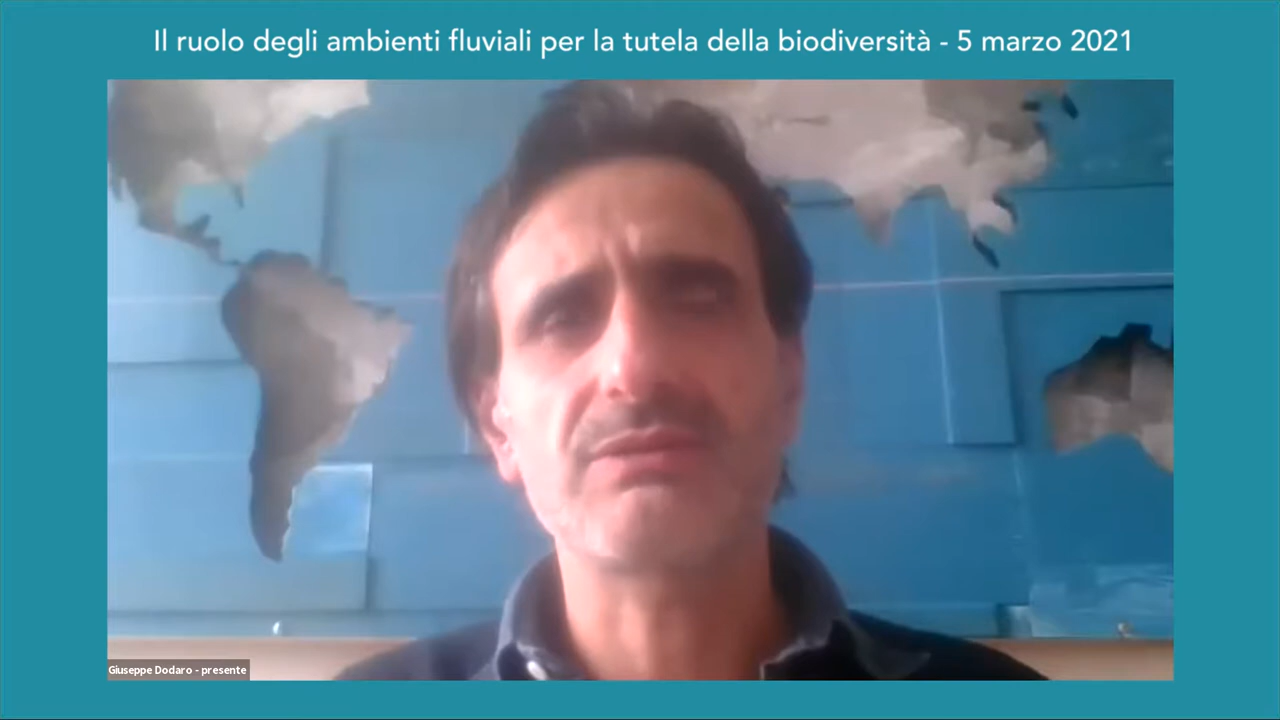 Il ruolo degli ambienti fluviali per la tutela della biodiversità - 5 marzo 2021
Giuseppe Dodaro - presente